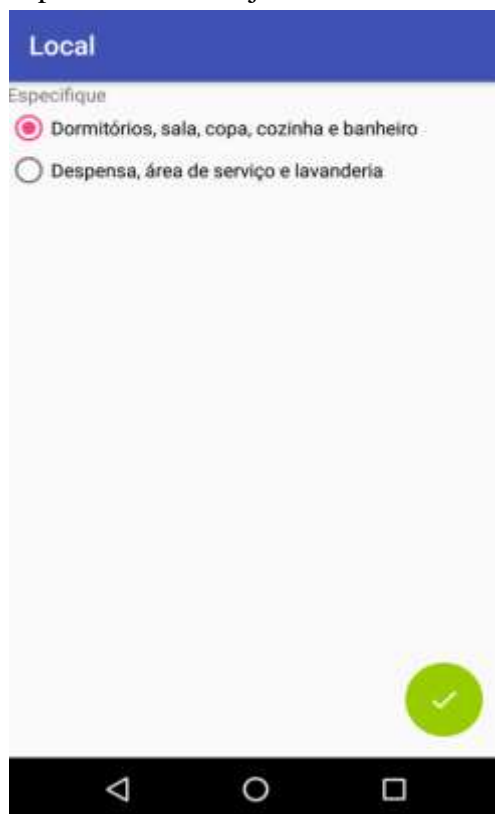 Local
Especifique
Dormitórios, sala, copa, cozinha e banheiro
Despensa, área de serviço e lavanderia